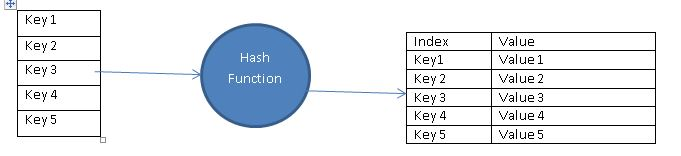 Key 1
Key 2
Key 3
Key 4
Key 5
Hash
Function
Index Value
Key1 Value 1
Key 2 Value 2
Key 3 Value 3
Key 4 Value 4
Key 5 Value 5